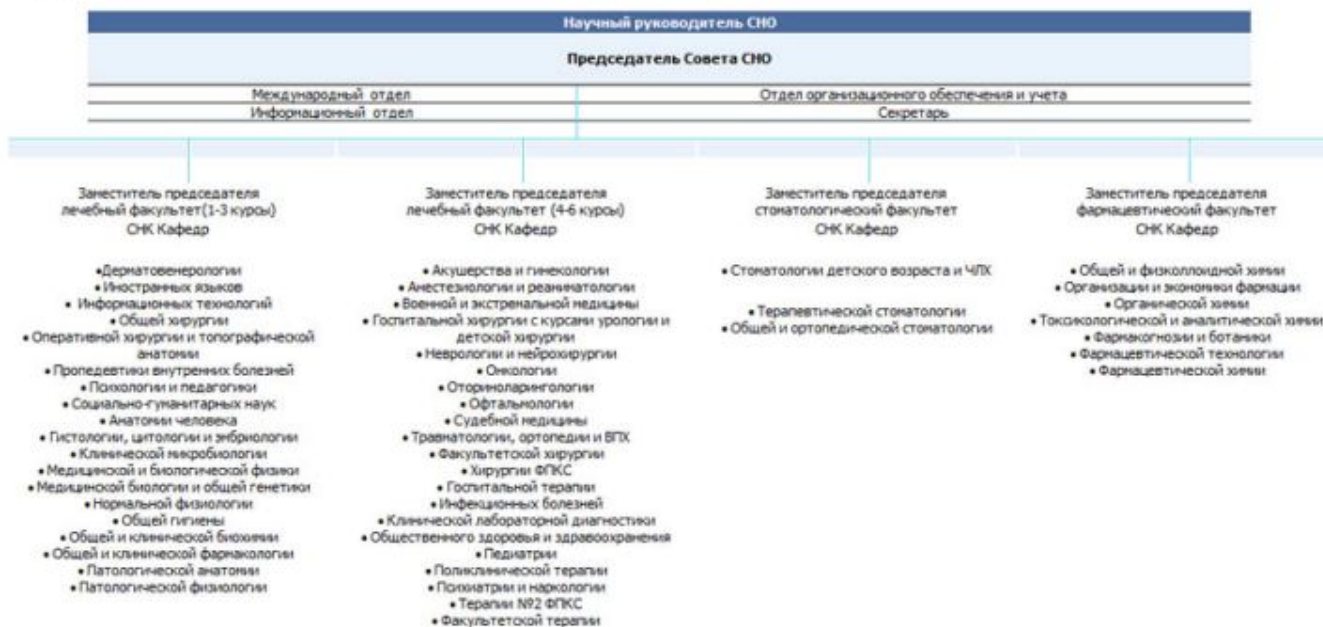 Научный руководитель СНО
Председатель Совета СНО
Международный отдел
Отдел организационного обеспечения и учета
Информационный отдел
Секретарь
Заместитель председателя
лечебный факультет(1-3 курсы)
СНК Кафедр
•Дерматовенерологии
• Иностранных языков
• Информационных технологий
• Общей хирургии
• Оперативной хирургии и топографической
анатомии
• Пропедевтики внутренних болезней
• Психологии и педагогики
• Социально-гуманитарных наук
• Анатомии человека
• Гистологии, цитологии и эмбриологии
• Клинической микробиологии
• Медицинской и биологической физики
• Медицинской биологии и общей генетики
• Нормальной физиологии
• Общей гигиены
• Общей и клинической биохимии
• Общей и клинической фармакологии
• Патологической анатомии
• Патологической физиологии
Заместитель председателя
лечебный факультет (4-6 курсы)
СНК Кафедр
• Акушерства и гинекологии
• Анестезиологии и реаниматологии
• Военной и экстремальной медицины
• Госпитальной хирургии с курсами урологии и
детской хирургии
• Неврологии и нейрохирургии
• Онкологии
• Оториноларингологии
• Офтальмологии
• Судебной медицины
• Травматологии, ортопедии и ВПХ
• Факультетской хирургии
• Хирургии ФПКС
• Госпитальной терапии
• Инфекционных болезней
• Клинической лабораторной диагностики
• Общественного здоровья и здравоохранения
• Педиатрии
• Поликлинической терапии
• Психиатрии и наркологии
• Терапии №2 ФПКС
• Факультетской терапии
Заместитель председателя
стоматологический факультет
СНК Кафедр
• Стоматологии детского возраста и ЧЛХ
• Терапевтической стоматологии
• Общей и ортопедической стоматологии
Заместитель председателя
фармацевтический факультет
СНК Кафедр
• Общей и физколлоидной химии
• Организации и экономики фармации
• Органической химии
• Токсикологической и аналитической химии
• Фармакогнозии и ботаники
• Фармацевтической технологии
• Фармацевтической химии